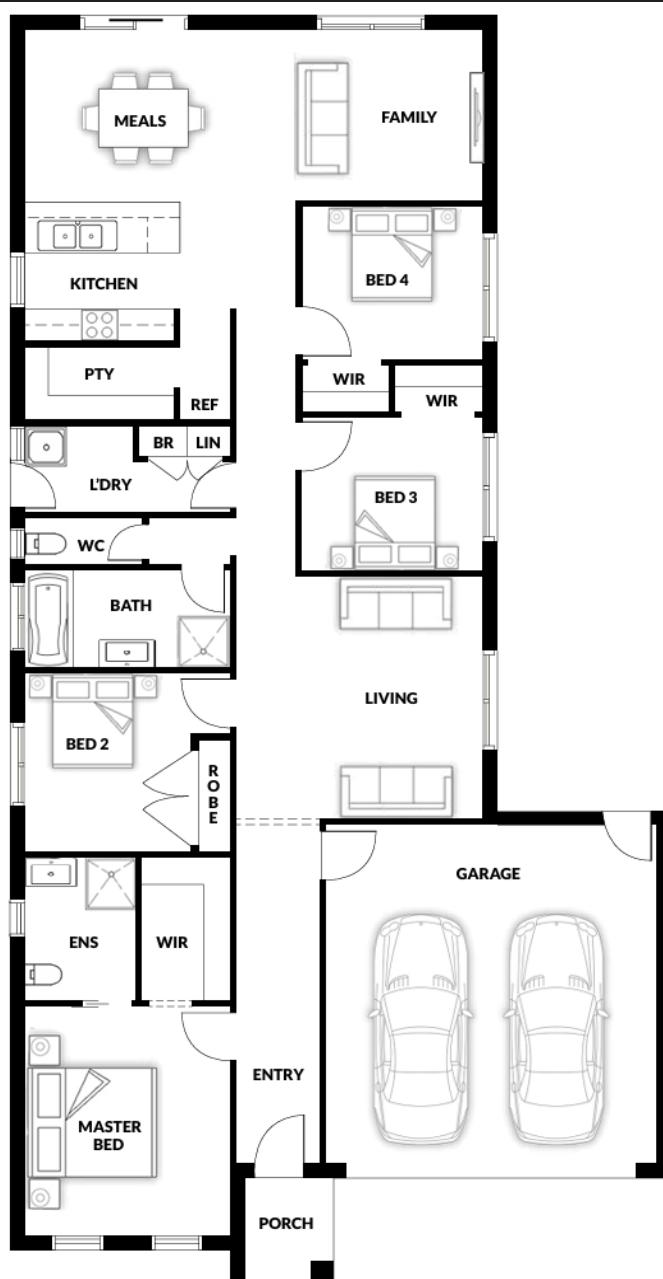 MEALS
FAMILY
KITCHEN
BED 4
PTY
WIR
REF
WIR
BR
LIN
L'DRY
BED 3
WC
BATH
LIVING
BED 2
ROBE
GARAGE
ENS
WIR
ENTRY
MASTER
BED
PORCH